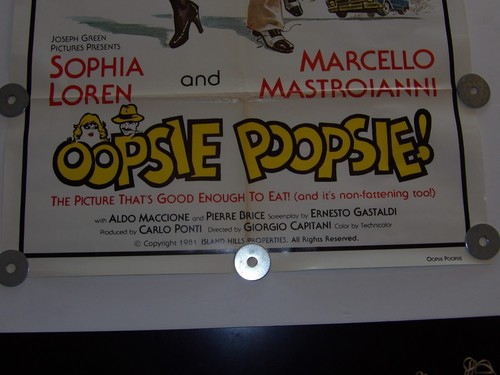 JOSEPH GREEN
PICTURES PRESENTS
SOPHIA
LOREN
and
MARCELLO
MASTROIANNI
OOPSIE POOPSIE!
THE PICTURE THAT'S GOOD ENOUGH TO EAT! (and it's non-fattening too!)
with ALDO MACCIONE and PIERRE BRICE Screenplay by ERNESTO GASTALDI
Produced by CARLO PONTI Directed by GIORGIO CAPITANI Color by Technicolor
© Copyright 1981 ISLAND HILLS PROPERTIES. All Rights Reserved.
OOPSIE POOPSIE